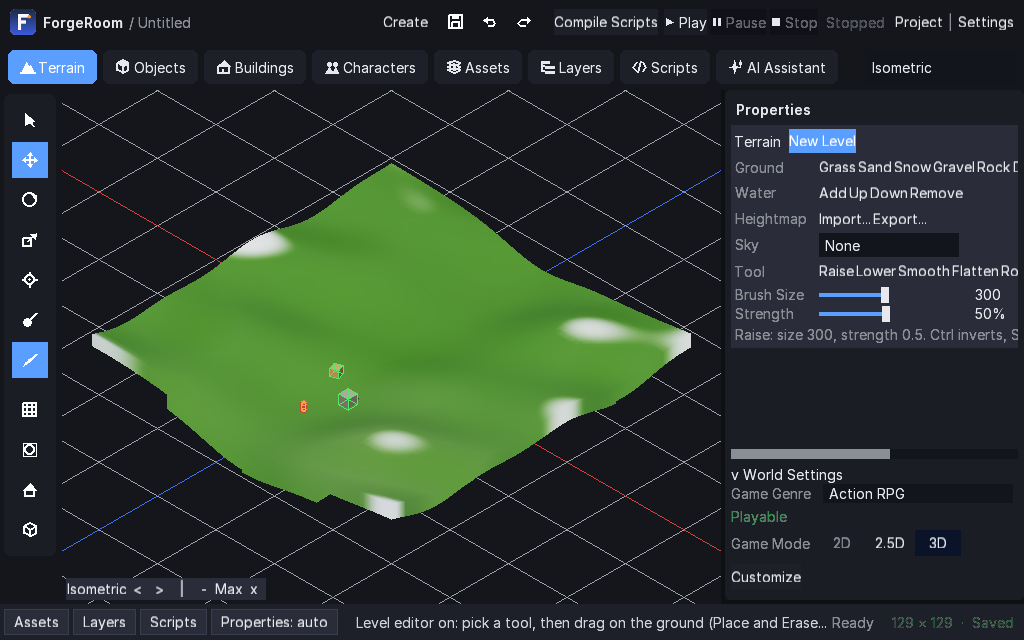 ForgeRoom / Untitled Create Compile Scripts Play Pause Stop Stopped Project | Settings
Terrain Objects Buildings Characters Assets Layers Scripts AI Assistant Isometric
Properties
Terrain New Level
Ground Grass Sand Snow Gravel Rock D
Water Add Up Down Remove
Heightmap Import... Export...
Sky None
Tool Raise Lower Smooth Flatten Ro
Brush Size 300
Strength 50%
Raise: size 300, strength 0.5. Ctrl inverts, S
v World Settings
Game Genre Action RPG
Playable
Game Mode 2D 2.5D 3D
Customize
Isometric < > | - Max x
Assets Layers Scripts Properties: auto Level editor on: pick a tool, then drag on the ground (Place and Erase... Ready 129 × 129 · Saved